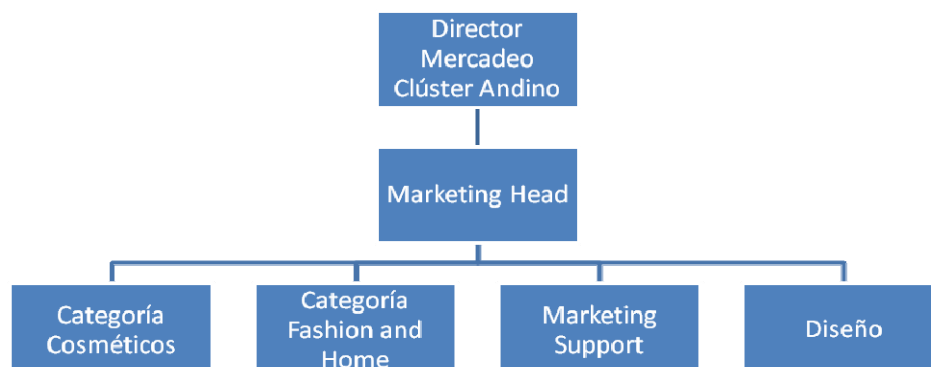 Director
Mercadeo
Clúster Andino
Marketing Head
Categoría
Cosméticos
Categoría
Fashion and
Home
Marketing
Support
Diseño